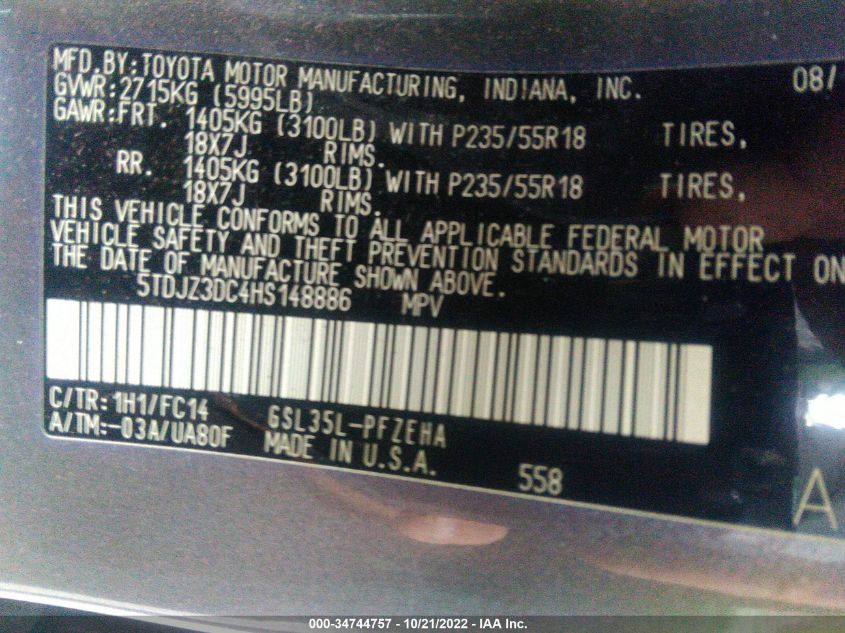 MFD.BY:TOYOTA MOTOR MANUFACTURING, INDIANA, INC. 08/
GVWR:2715KG (5995LB)
GAWR:FRT. 1405KG (3100LB) WITH P235/55R18 TIRES,
18X7J RIMS.
RR. 1405KG (3100LB) WITH P235/55R18 TIRES,
18X7J RIMS.
THIS VEHICLE CONFORMS TO ALL APPLICABLE FEDERAL MOTOR
VEHICLE SAFETY AND THEFT PREVENTION STANDARDS IN EFFECT ON
THE DATE OF MANUFACTURE SHOWN ABOVE.
5TDJZ3DC4HS148886 MPV
C/TR:1H1/FC14 GSL35L-PFZEHA
A/TM:-03A/UA80F MADE IN U.S.A. 558
A
000-34744757 - 10/21/2022 - IAA Inc.